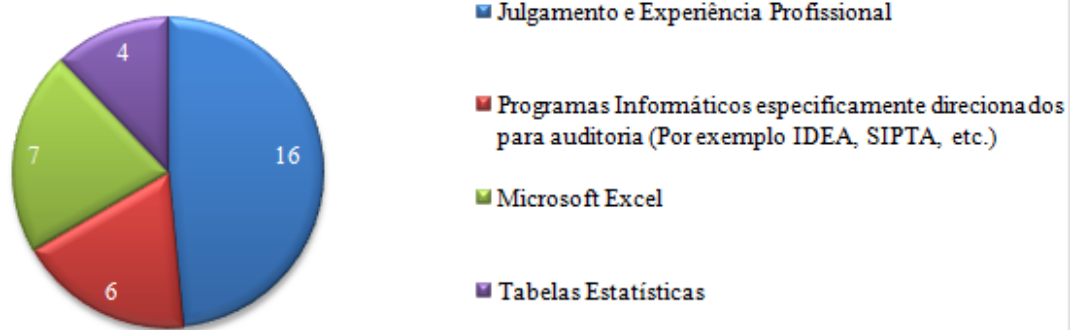 4
7
16
6
Julgamento e Experiência Profissional
Programas Informáticos especificamente direcionados
para auditoria (Por exemplo IDEA, SIPTA, etc.)
Microsoft Excel
Tabelas Estatísticas